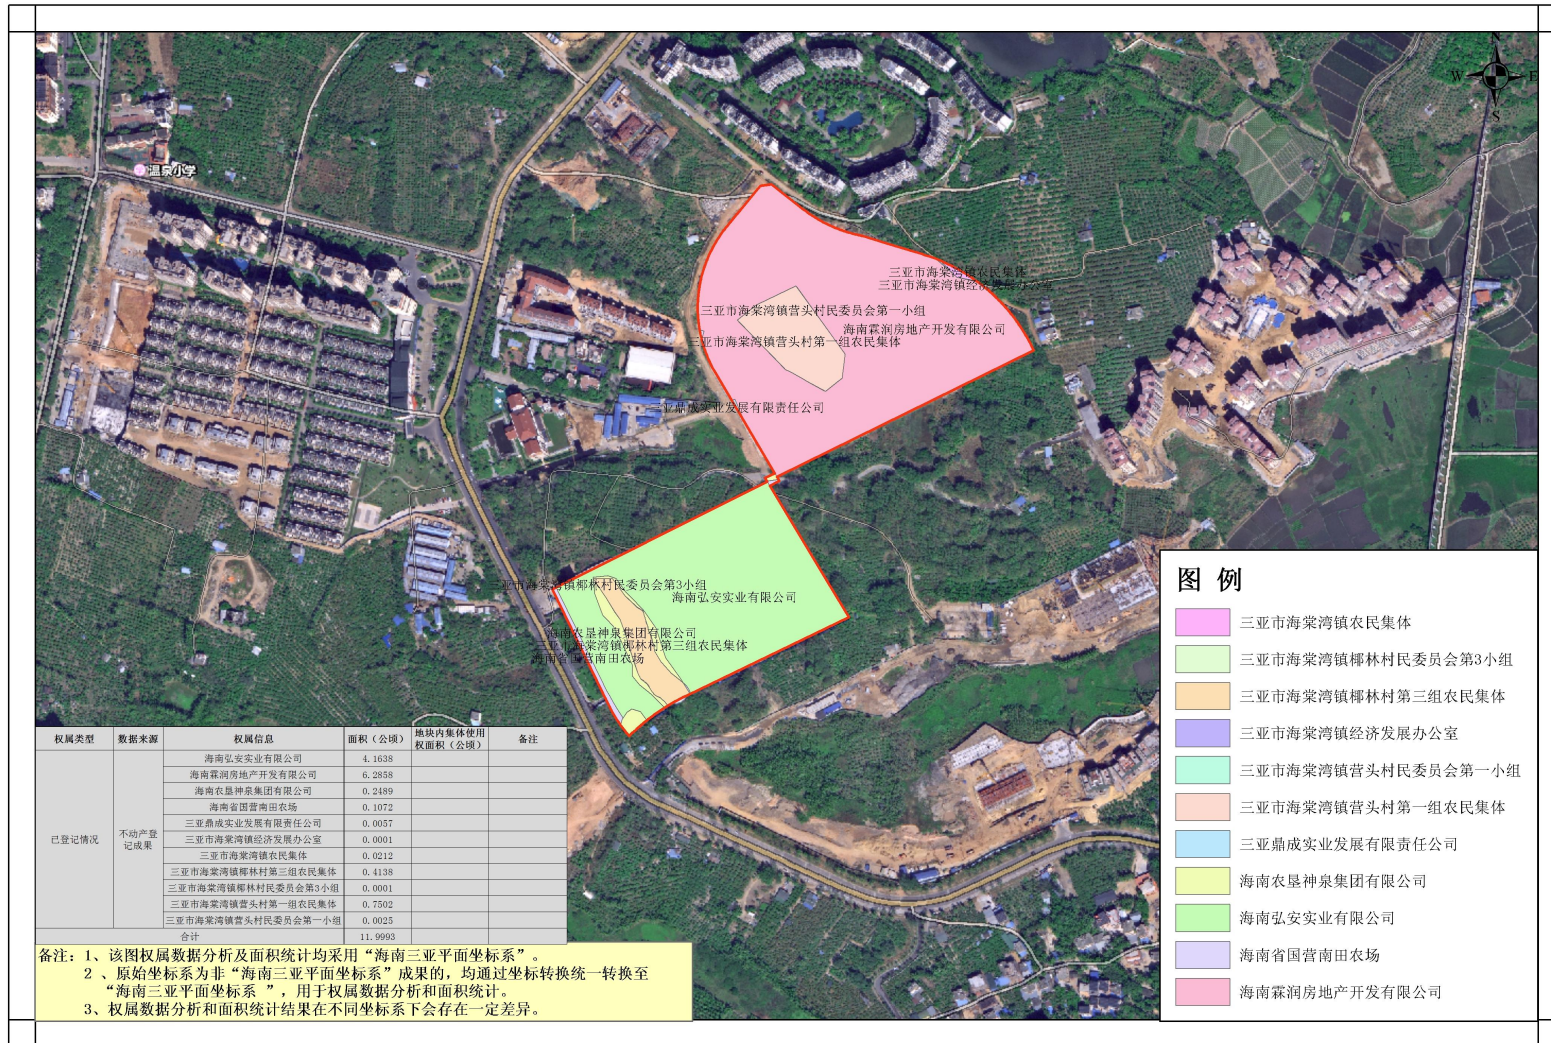 N
W
E
S
温泉小学
三亚市海棠湾镇农民集体
三亚市海棠湾镇经济发展办公室
三亚市海棠湾镇营头村民委员会第一小组
海南霖润房地产开发有限公司
三亚市海棠湾镇营头村第一组农民集体
三亚鼎成实业发展有限责任公司
三亚市海棠湾镇椰林村民委员会第3小组
海南弘安实业有限公司
海南农垦神泉集团有限公司
三亚市海棠湾镇椰林村第三组农民集体
海南省国营南田农场
图 例
三亚市海棠湾镇农民集体
三亚市海棠湾镇椰林村民委员会第3小组
三亚市海棠湾镇椰林村第三组农民集体
三亚市海棠湾镇经济发展办公室
三亚市海棠湾镇营头村民委员会第一小组
三亚市海棠湾镇营头村第一组农民集体
三亚鼎成实业发展有限责任公司
海南农垦神泉集团有限公司
海南弘安实业有限公司
海南省国营南田农场
海南霖润房地产开发有限公司
权属类型 数据来源 权属信息 面积（公顷） 地块内集体使用权面积（公顷） 备注
已登记情况 不动产登记成果
海南弘安实业有限公司 4.1638
海南霖润房地产开发有限公司 6.2858
海南农垦神泉集团有限公司 0.2489
海南省国营南田农场 0.1072
三亚鼎成实业发展有限责任公司 0.0057
三亚市海棠湾镇经济发展办公室 0.0001
三亚市海棠湾镇农民集体 0.0212
三亚市海棠湾镇椰林村第三组农民集体 0.4138
三亚市海棠湾镇椰林村民委员会第3小组 0.0001
三亚市海棠湾镇营头村第一组农民集体 0.7502
三亚市海棠湾镇营头村民委员会第一小组 0.0025
合计 11.9993
备注：1、该图权属数据分析及面积统计均采用“海南三亚平面坐标系”。
2 、原始坐标系为非“海南三亚平面坐标系”成果的，均通过坐标转换统一转换至
“海南三亚平面坐标系 ”，用于权属数据分析和面积统计。
3、权属数据分析和面积统计结果在不同坐标系下会存在一定差异。